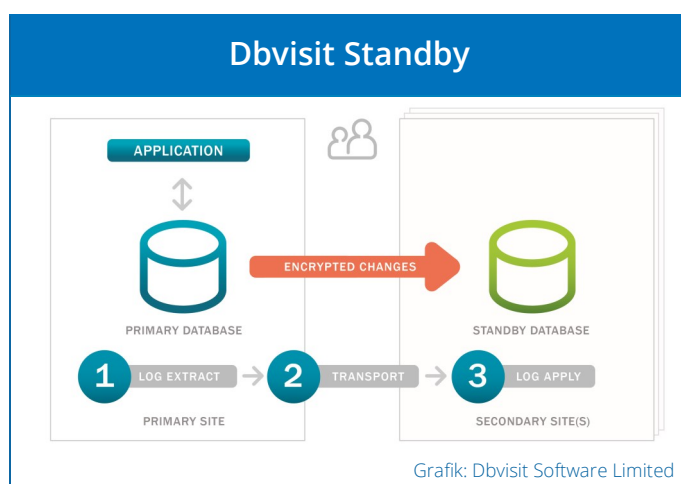 Dbvisit Standby
APPLICATION
ENCRYPTED CHANGES
PRIMARY DATABASE
STANDBY DATABASE
1 LOG EXTRACT
2 TRANSPORT
3 LOG APPLY
PRIMARY SITE
SECONDARY SITE(S)
Grafik: Dbvisit Software Limited